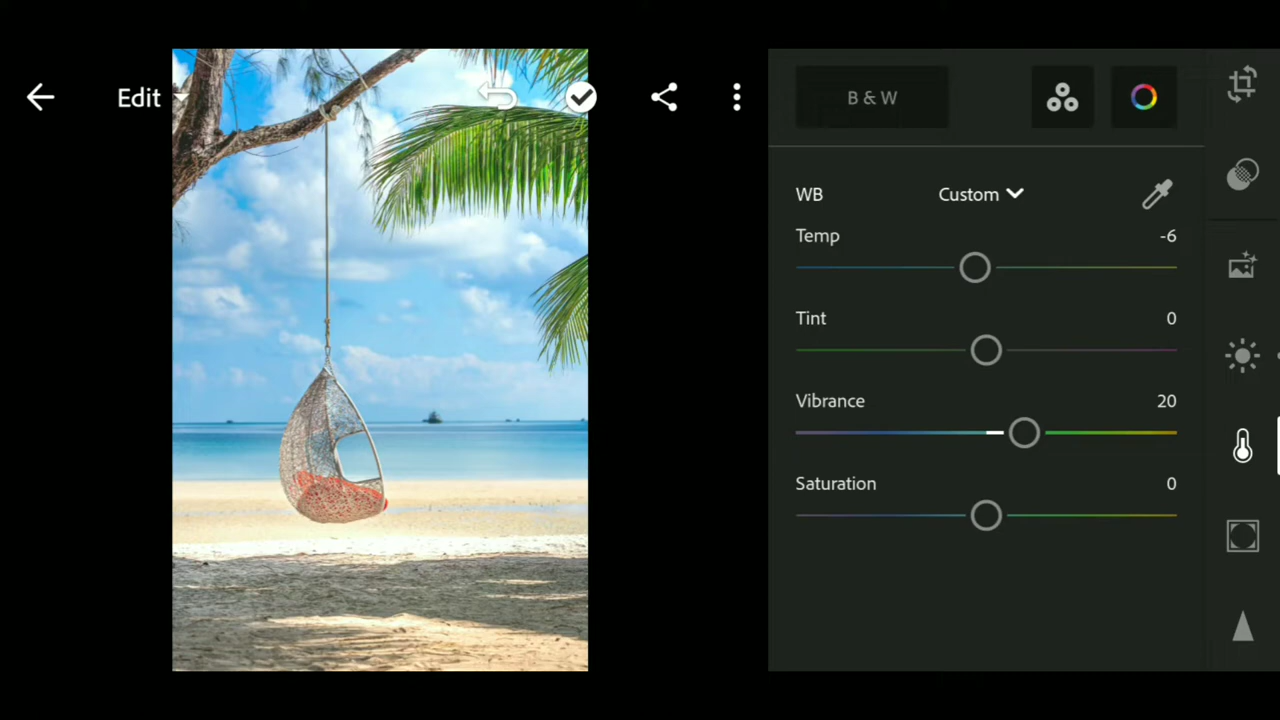 Edit
B & W
WB
Custom
Temp
-6
Tint
0
Vibrance
20
Saturation
0